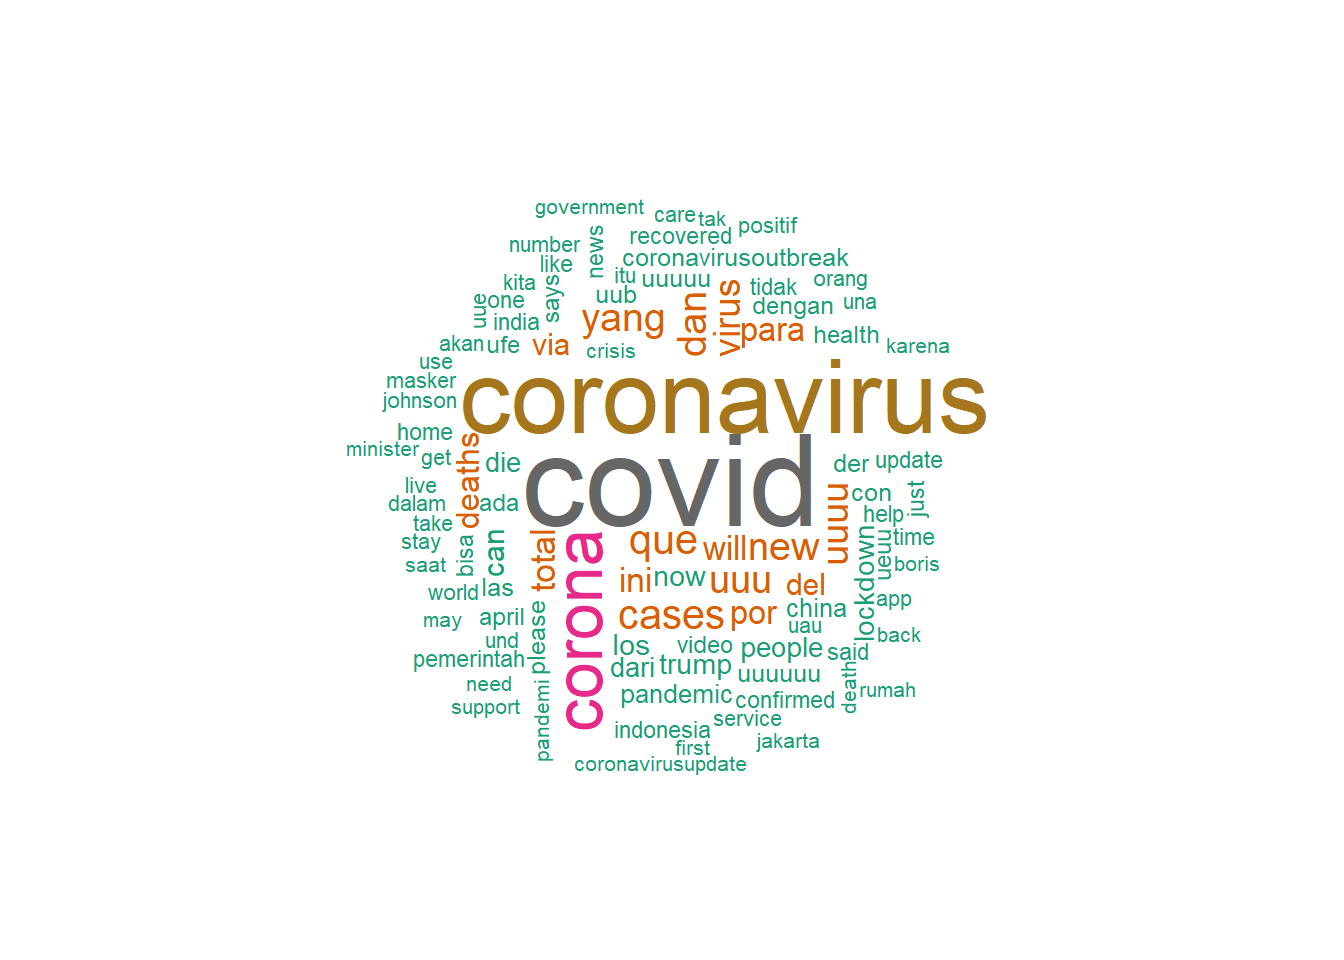 government
care
tak
positif
number
news
recovered
like
coronavirusoutbreak
kita
says
itu
uuuuu
tidak
orang
uue
one
uub
dengan
una
india
yang
dan
virus
para
health
akan
ufe
via
crisis
karena
use
masker
johnson
coronavirus
home
minister
get
deaths
die
covid
der
update
live
dalam
ada
uuuu
con
just
take
help
stay
bisa
can
total
corona
que
will
new
lockdown
ueuu
time
saat
boris
world
las
ini
now
uuu
del
app
may
april
please
cases
por
china
uau
back
und
los
video
people
said
pemerintah
dari
trump
uuuuuu
death
need
pandemi
pandemic
confirmed
rumah
support
service
indonesia
first
jakarta
coronavirusupdate